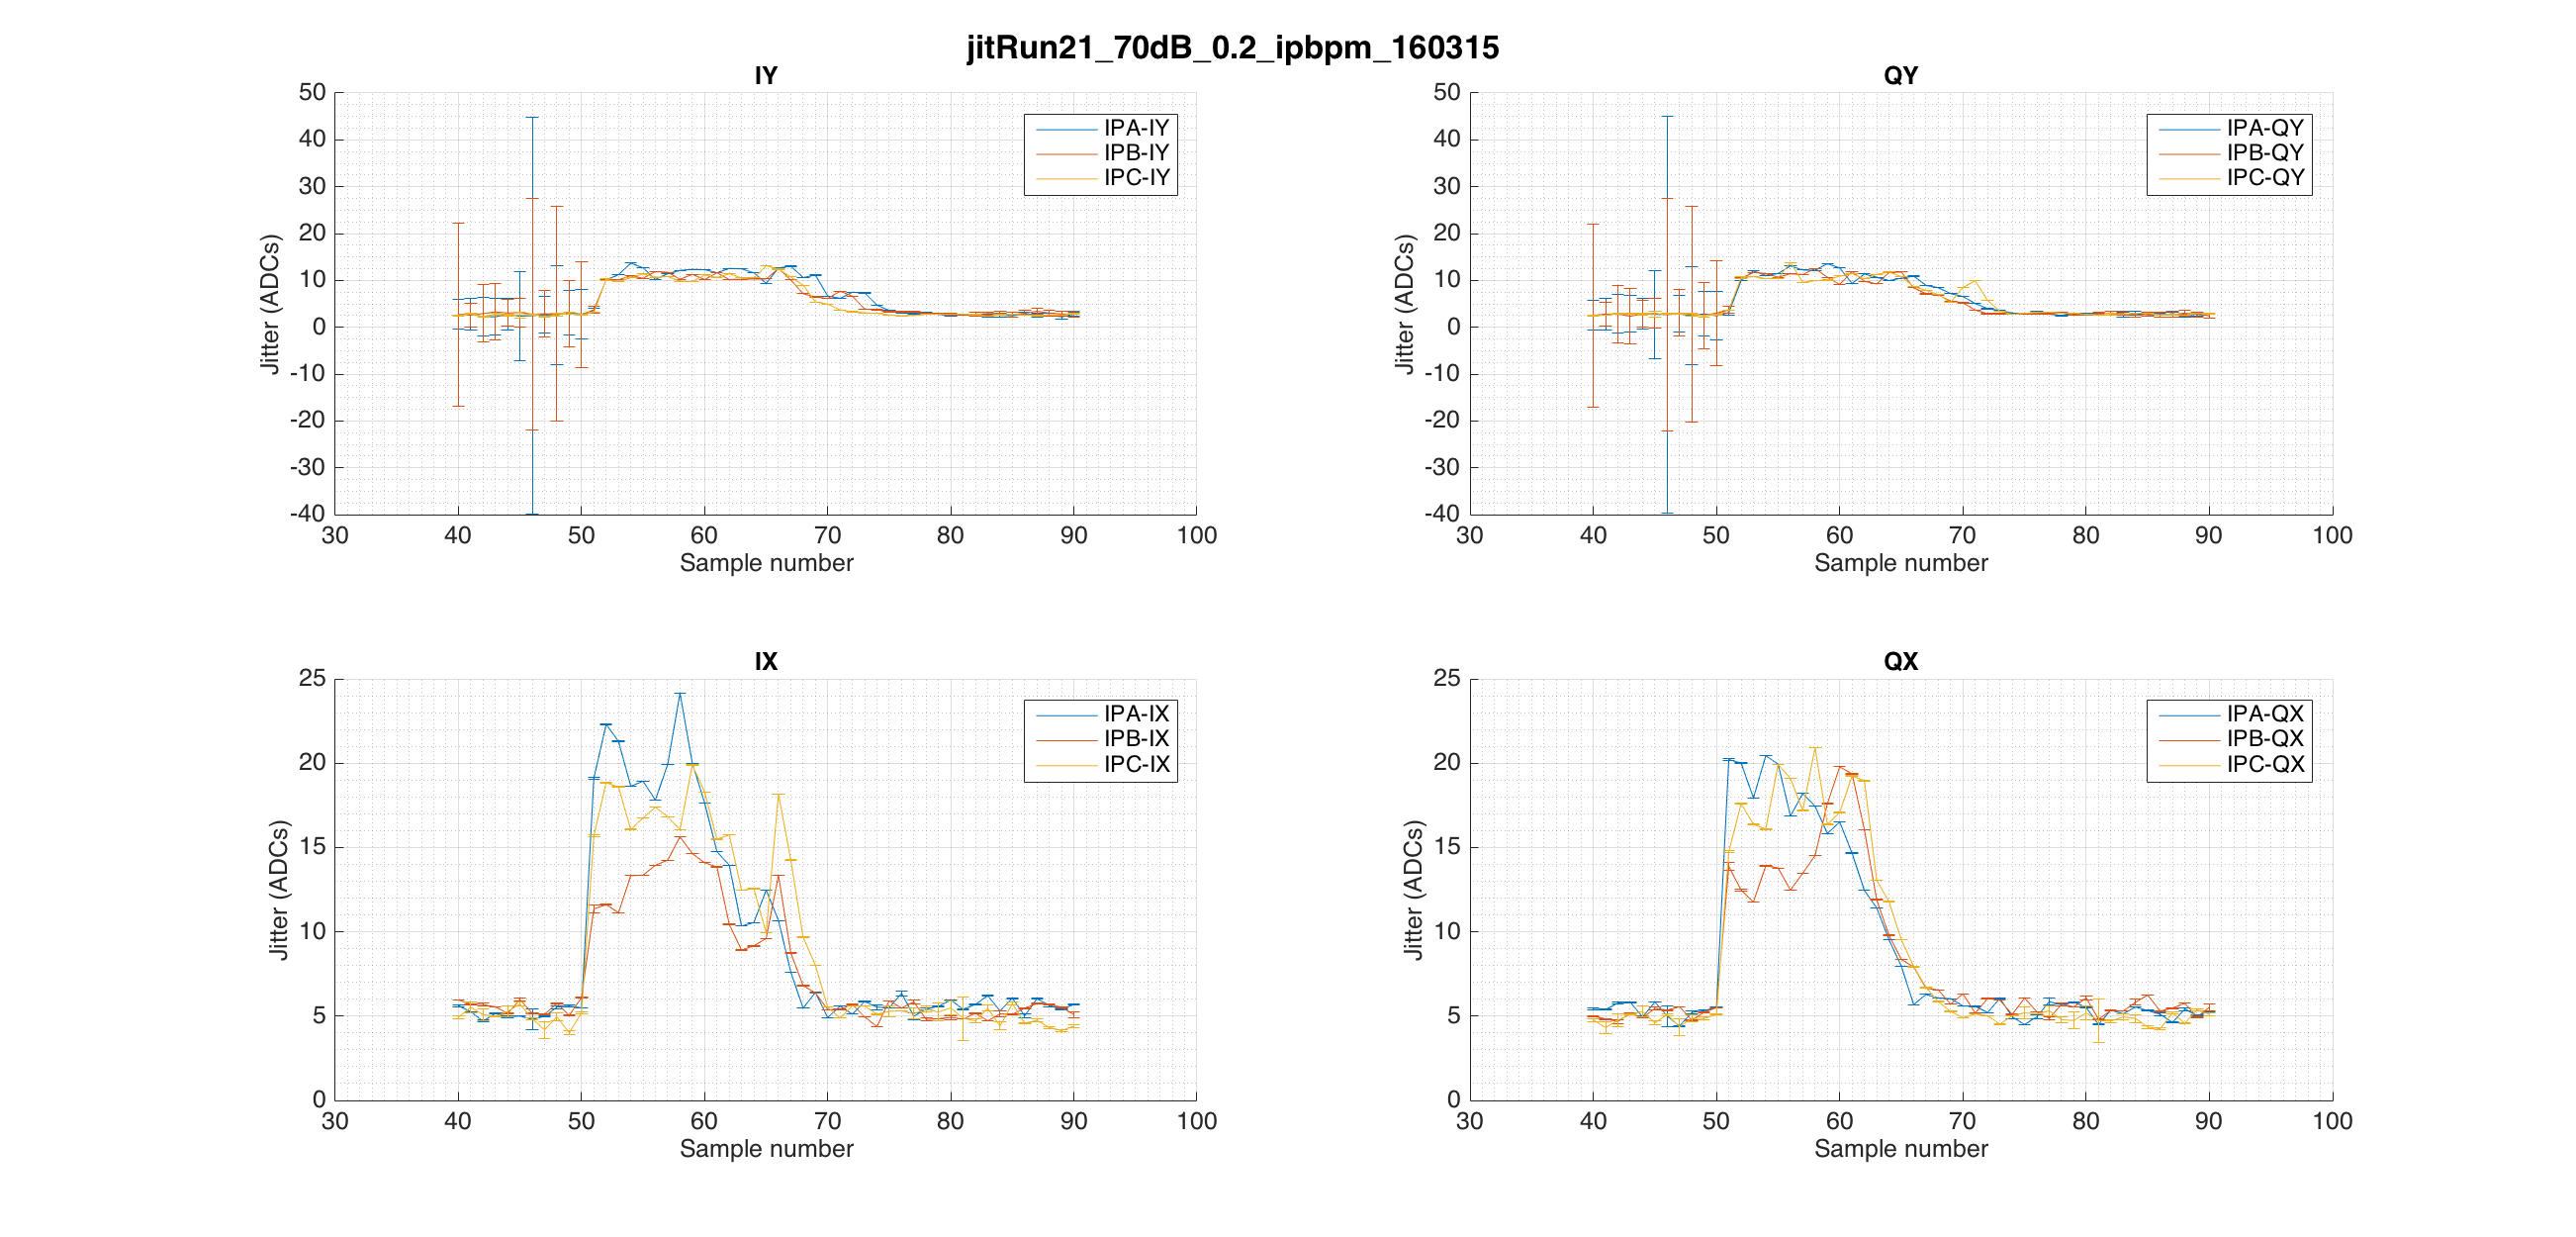 jitRun21_70dB_0.2_ipbpm_160315
IY
50
40
30
20
10
0
-10
-20
-30
-40
Jitter (ADCs)
30 40 50 60 70 80 90 100
Sample number
IPA-IY
IPB-IY
IPC-IY
QY
50
40
30
20
10
0
-10
-20
-30
-40
Jitter (ADCs)
30 40 50 60 70 80 90 100
Sample number
IPA-QY
IPB-QY
IPC-QY
IX
25
20
15
10
5
0
Jitter (ADCs)
30 40 50 60 70 80 90 100
Sample number
IPA-IX
IPB-IX
IPC-IX
QX
25
20
15
10
5
0
Jitter (ADCs)
30 40 50 60 70 80 90 100
Sample number
IPA-QX
IPB-QX
IPC-QX